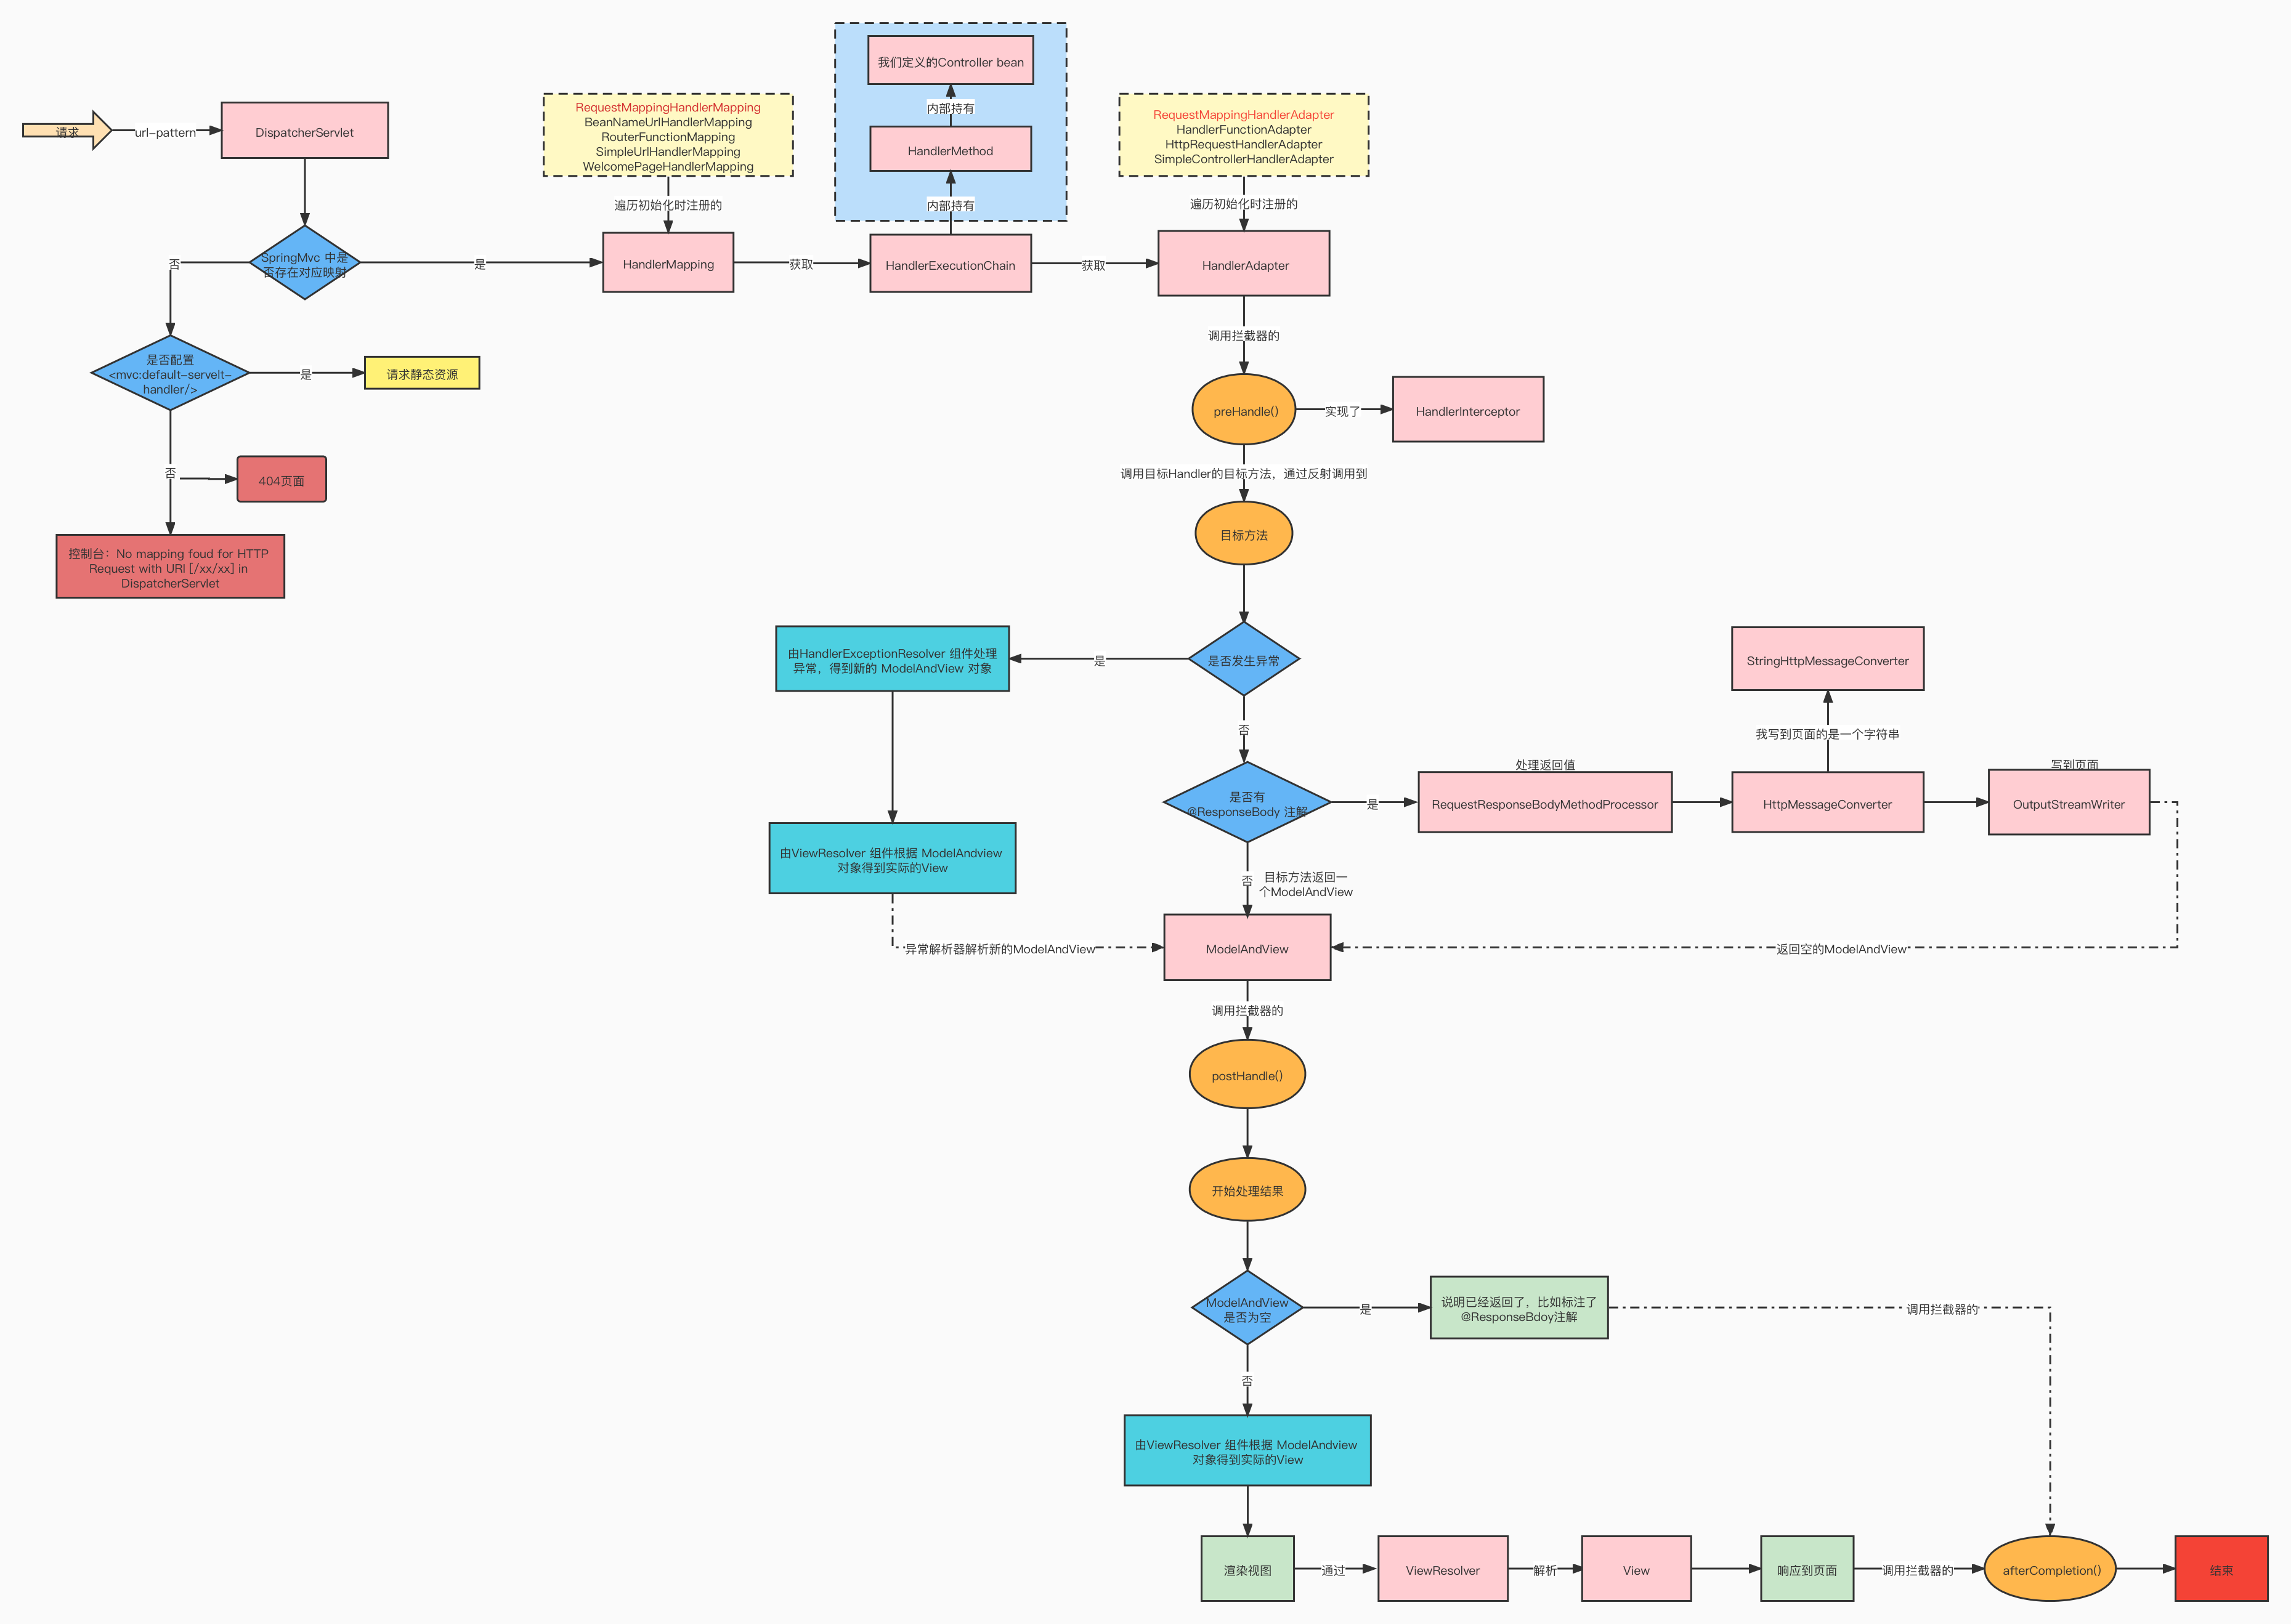 我们定义的Controller bean
内部持有
HandlerMethod
内部持有
请求
url-pattern
DispatcherServlet
RequestMappingHandlerMapping
BeanNameUrlHandlerMapping
RouterFunctionMapping
SimpleUrlHandlerMapping
WelcomePageHandlerMapping
遍历初始化时注册的
RequestMappingHandlerAdapter
HandlerFunctionAdapter
HttpRequestHandlerAdapter
SimpleControllerHandlerAdapter
遍历初始化时注册的
否
SpringMvc 中是
否存在对应映射
是
HandlerMapping
获取
HandlerExecutionChain
获取
HandlerAdapter
调用拦截器的
是否配置
<mvc:default-servelt-
handler/>
是
请求静态资源
preHandle()
实现了
HandlerInterceptor
否
404页面
调用目标Handler的目标方法，通过反射调用到
目标方法
控制台：No mapping foud for HTTP
Request with URI [/xx/xx] in
DispatcherServlet
由HandlerExceptionResolver 组件处理
异常，得到新的 ModelAndView 对象
是
是否发生异常
StringHttpMessageConverter
否
我写到页面的是一个字符串
处理返回值
写到页面
是否有
@ResponseBody 注解
是
RequestResponseBodyMethodProcessor
HttpMessageConverter
OutputStreamWriter
由ViewResolver 组件根据 ModelAndview
对象得到实际的View
否
目标方法返回一
个ModelAndView
异常解析器解析新的ModelAndView
ModelAndView
返回空的ModelAndView
调用拦截器的
postHandle()
开始处理结果
ModelAndView
是否为空
是
说明已经返回了，比如标注了
@ResponseBdoy注解
调用拦截器的
否
由ViewResolver 组件根据 ModelAndview
对象得到实际的View
渲染视图
通过
ViewResolver
解析
View
响应到页面
调用拦截器的
afterCompletion()
结束